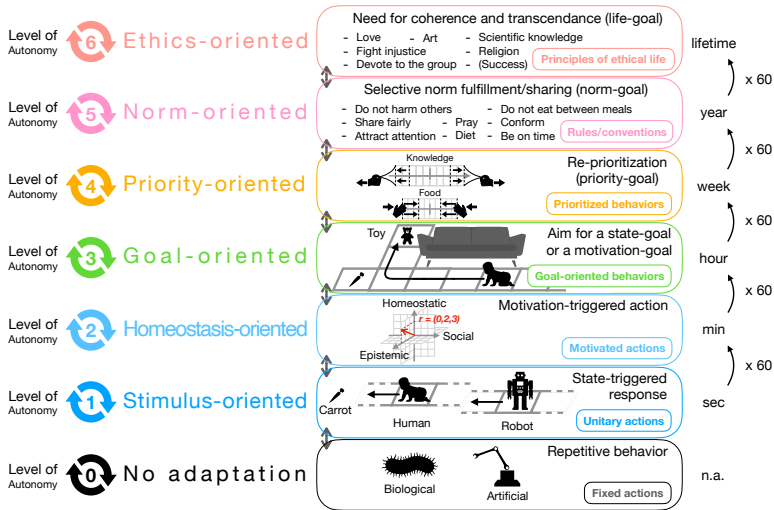 Level of
Autonomy
6
Ethics-oriented
Need for coherence and transcendance (life-goal)
- Love - Art - Scientific knowledge
- Fight injustice - Religion
- Devote to the group - (Success)
Principles of ethical life
lifetime
x 60
Level of
Autonomy
5
Norm-oriented
Selective norm fulfillment/sharing (norm-goal)
- Do not harm others - Do not eat between meals
- Share fairly - Pray - Conform
- Attract attention - Diet - Be on time
Rules/conventions
year
x 60
Level of
Autonomy
4
Priority-oriented
Knowledge
Food
Re-prioritization
(priority-goal)
Prioritized behaviors
week
x 60
Level of
Autonomy
3
Goal-oriented
Toy
Aim for a state-goal
or a motivation-goal
Goal-oriented behaviors
hour
x 60
Level of
Autonomy
2
Homeostasis-oriented
Homeostatic
r = (0,2,3)
Social
Epistemic
Motivation-triggered action
Motivated actions
min
x 60
Level of
Autonomy
1
Stimulus-oriented
Carrot
Human
Robot
State-triggered
response
Unitary actions
sec
Level of
Autonomy
0
No adaptation
Biological
Artificial
Repetitive behavior
Fixed actions
n.a.